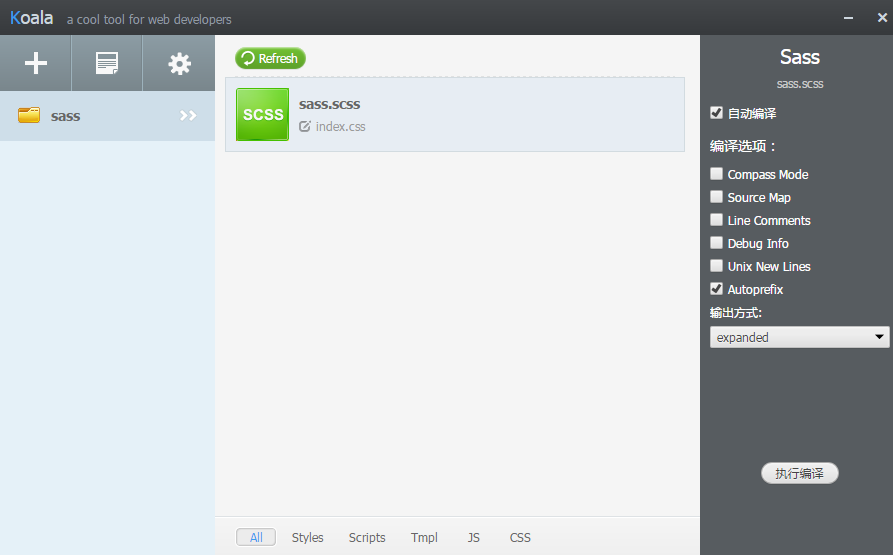 Koala a cool tool for web developers
sass
Refresh
SCSS
sass.scss
index.css
All Styles Scripts Tmpl JS CSS
Sass
sass.scss
自动编译
编译选项：
Compass Mode
Source Map
Line Comments
Debug Info
Unix New Lines
Autoprefix
输出方式:
expanded
执行编译